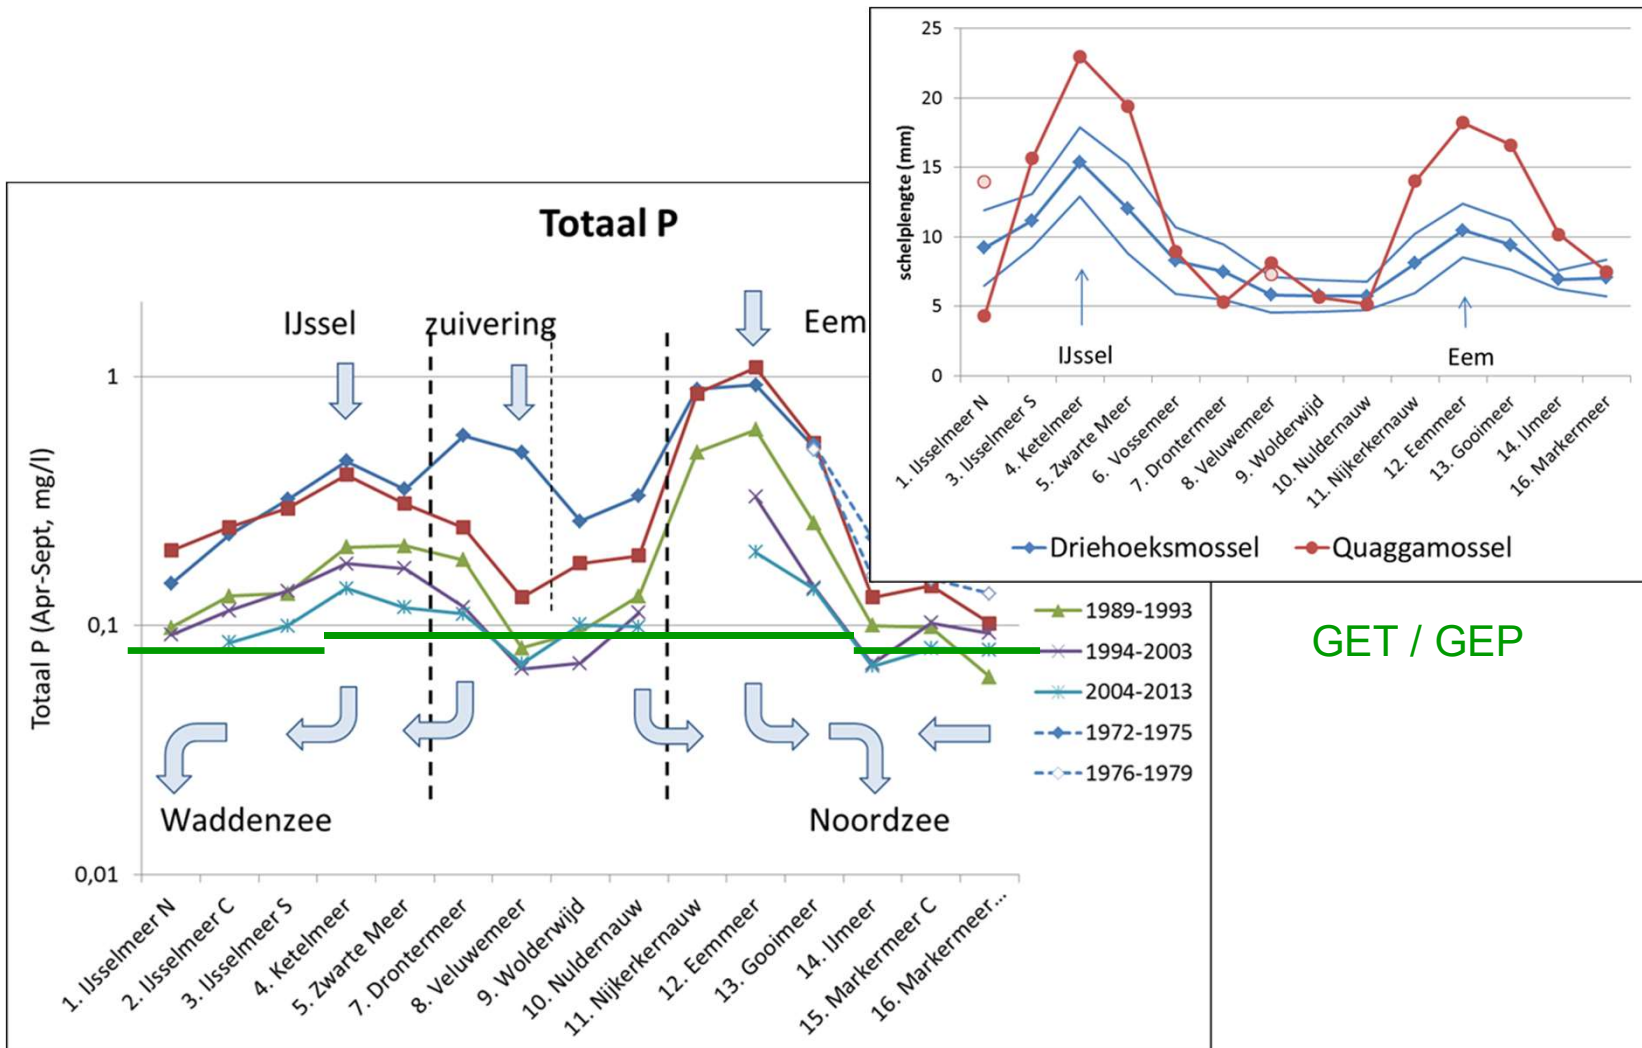 Totaal P
IJssel
zuivering
Eem
1
0,1
0,01
Totaal P (Apr-Sept, mg/l)
Waddenzee
Noordzee
1. IJsselmeer N
2. IJsselmeer C
3. IJsselmeer S
4. Ketelmeer
5. Zwarte Meer
7. Drontermeer
8. Veluwemeer
9. Wolderwijd
10. Nuldernauw
11. Nijkerkernauw
12. Eemmeer
13. Gooimeer
14. IJmeer
15. Markermeer C
16. Markermeer...
1989-1993
1994-2003
2004-2013
1972-1975
1976-1979
GET / GEP
25
20
15
10
5
0
schelplengte (mm)
IJssel
Eem
1. IJsselmeer N
3. IJsselmeer S
4. Ketelmeer
5. Zwarte Meer
6. Vossemeer
7. Drontermeer
8. Veluwemeer
9. Wolderwijd
10. Nuldernauw
11. Nijkerkernauw
12. Eemmeer
13. Gooimeer
14. IJmeer
16. Markermeer
Driehoeksmossel
Quaggamossel